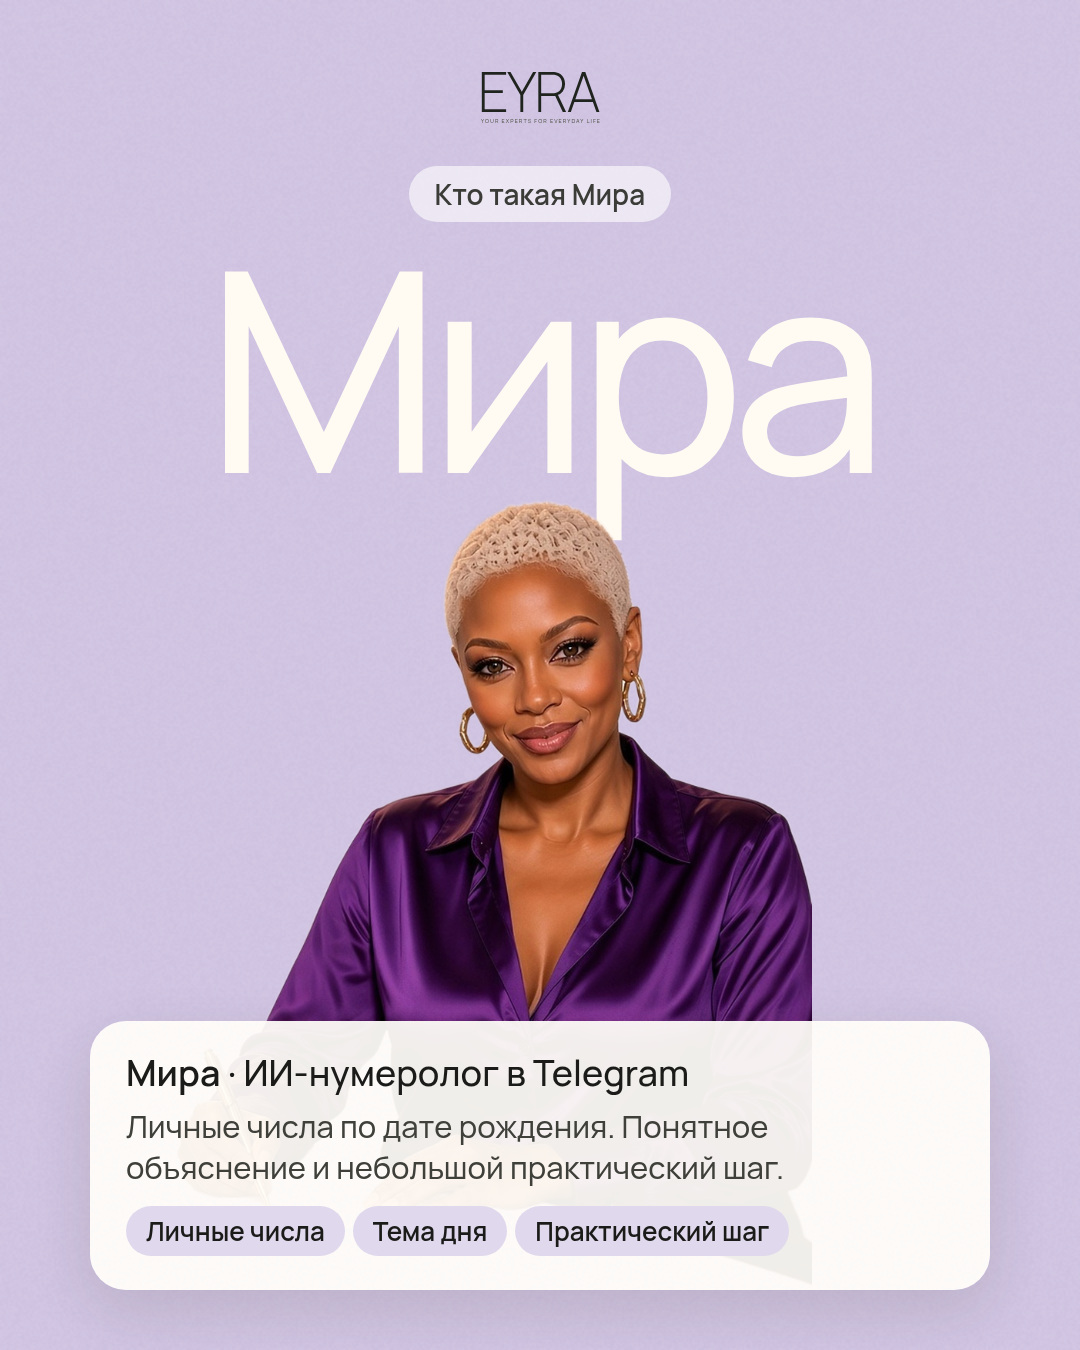 EYRA
YOUR EXPERTS FOR EVERYDAY LIFE
Кто такая Мира
Мира
Мира · ИИ-нумеролог в Telegram
Личные числа по дате рождения. Понятное
объяснение и небольшой практический шаг.
Личные числа
Тема дня
Практический шаг